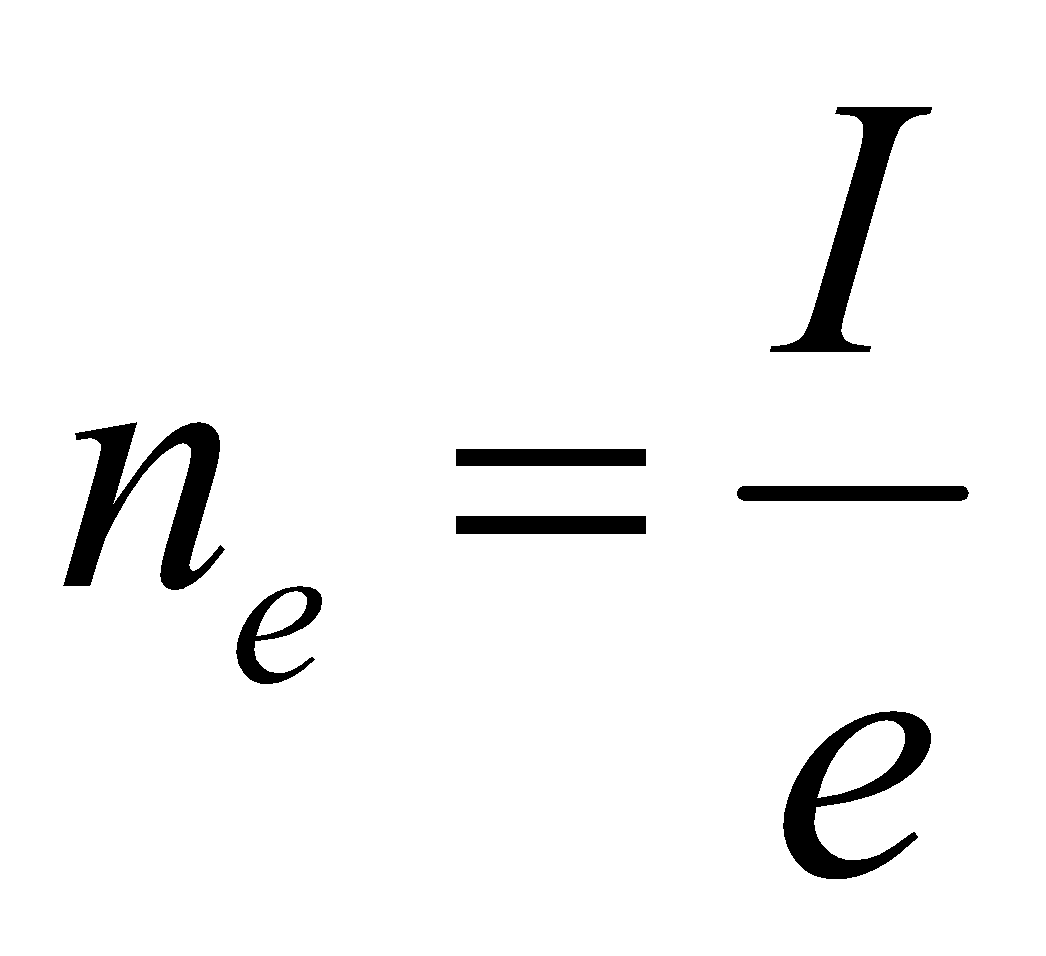 n_e = I/e